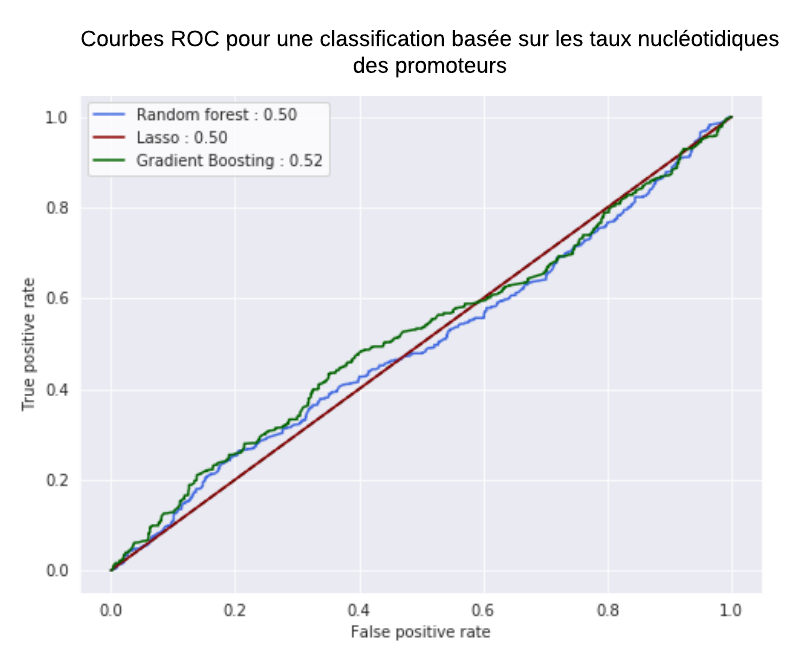 Courbes ROC pour une classification basée sur les taux nucléotidiques
des promoteurs
Random forest : 0.50
Lasso : 0.50
Gradient Boosting : 0.52
1.0
0.8
0.6
0.4
0.2
0.0
True positive rate
0.0 0.2 0.4 0.6 0.8 1.0
False positive rate